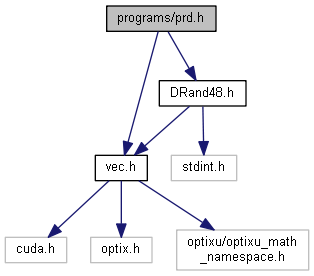 programs/prd.h
DRand48.h
vec.h
stdint.h
cuda.h
optix.h
optixu/optixu_math
_namespace.h